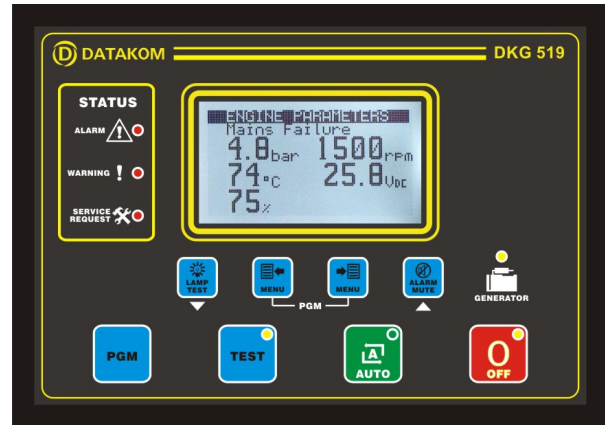 D DATAKOM
DKG 519
STATUS
ALARM
WARNING
SERVICE REQUEST
ENGINE PARAMETERS
Mains Failure
4.8bar 1500rpm
74°C 25.8VDC
75%
LAMP TEST
MENU
MENU
ALARM MUTE
PGM
GENERATOR
PGM
TEST
A
AUTO
0
OFF